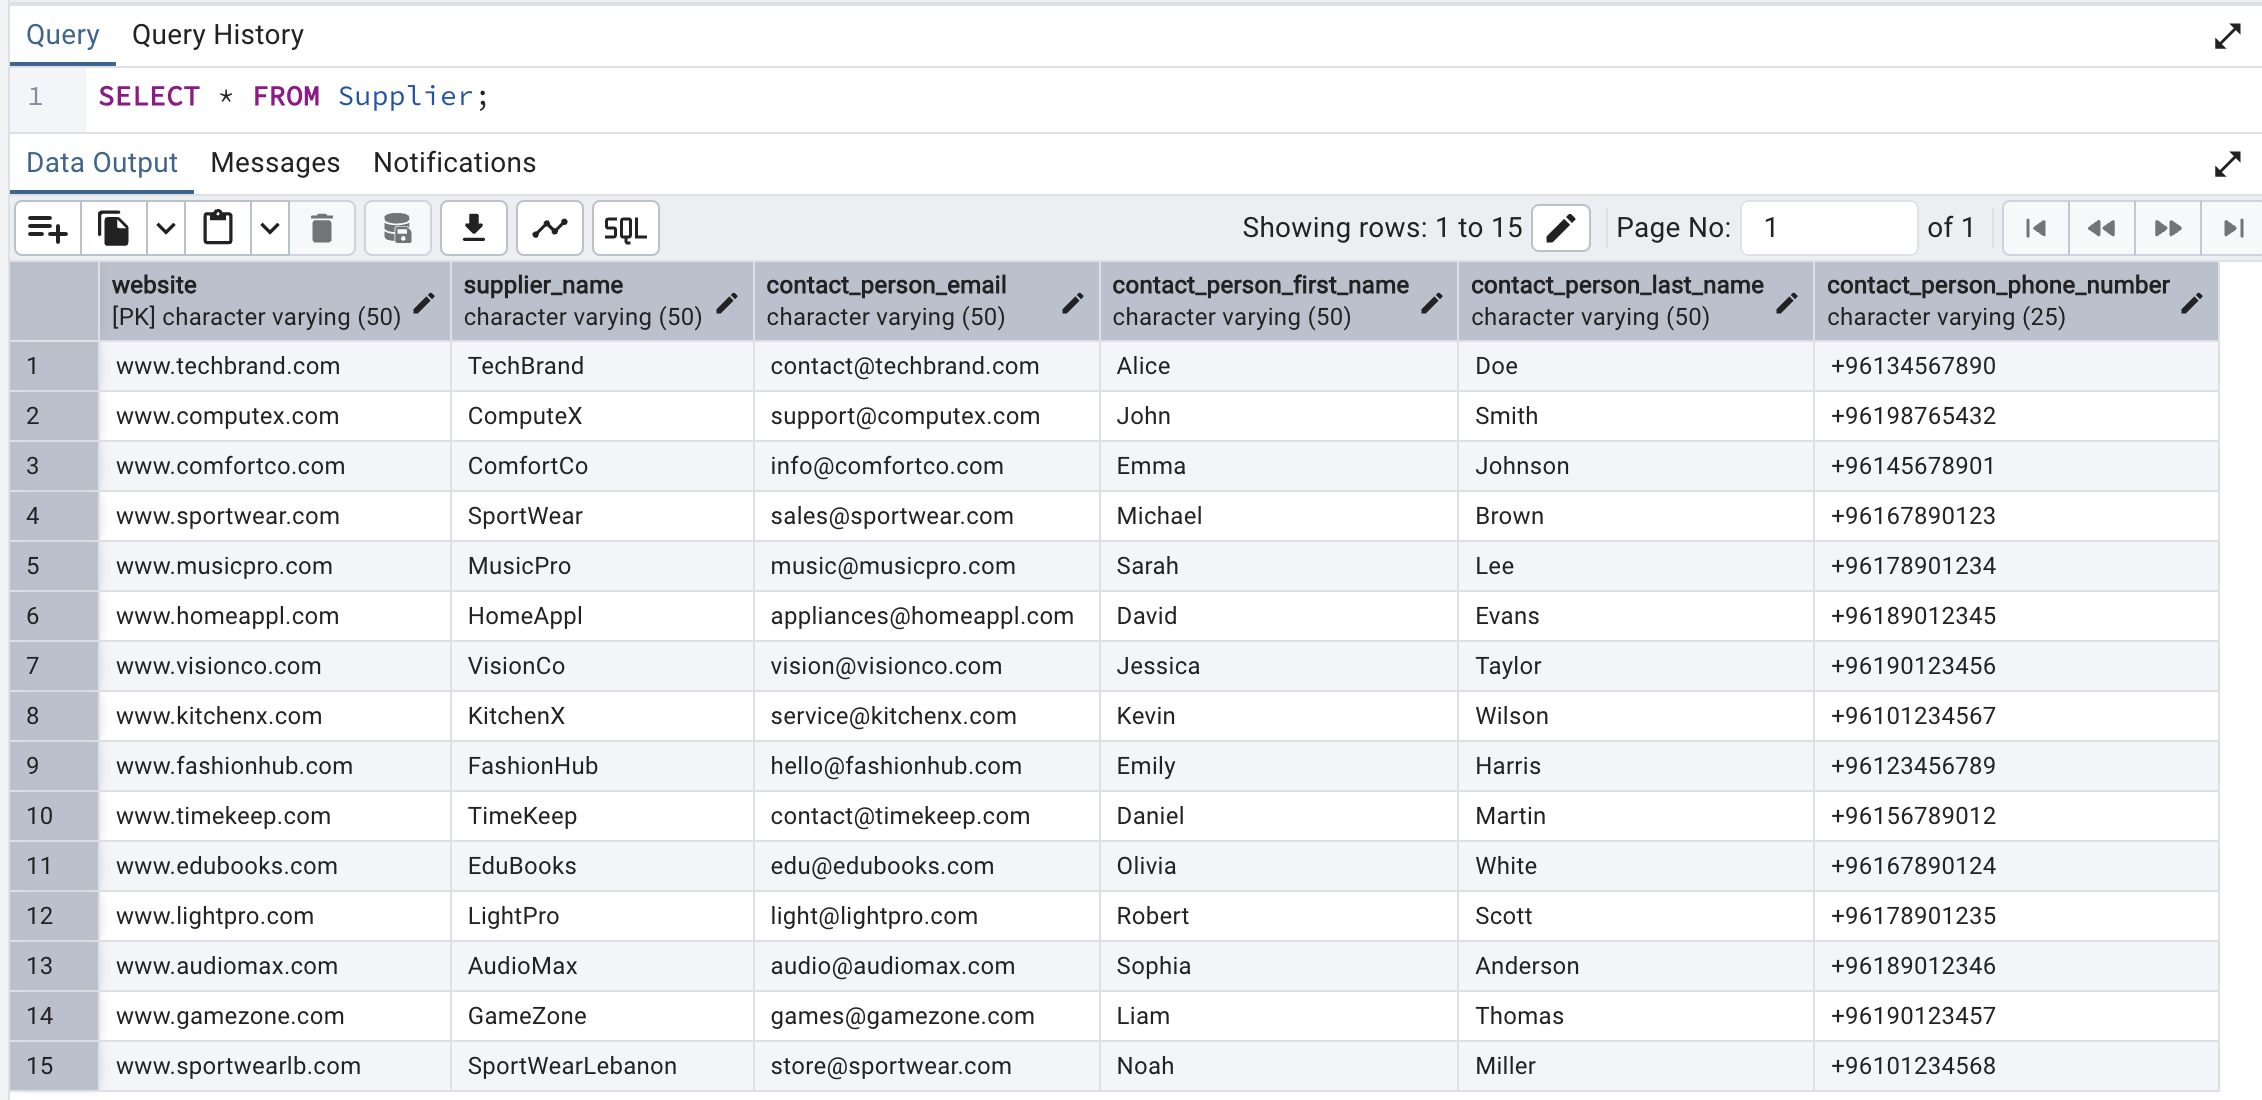 Query Query History
1 SELECT * FROM Supplier;
Data Output Messages Notifications
SQL Showing rows: 1 to 15 Page No: 1 of 1
website supplier_name contact_person_email contact_person_first_name contact_person_last_name contact_person_phone_number
[PK] character varying (50) character varying (50) character varying (50) character varying (50) character varying (50) character varying (25)
1 www.techbrand.com TechBrand contact@techbrand.com Alice Doe +96134567890
2 www.computex.com ComputeX support@computex.com John Smith +96198765432
3 www.comfortco.com ComfortCo info@comfortco.com Emma Johnson +96145678901
4 www.sportwear.com SportWear sales@sportwear.com Michael Brown +96167890123
5 www.musicpro.com MusicPro music@musicpro.com Sarah Lee +96178901234
6 www.homeappl.com HomeAppl appliances@homeappl.com David Evans +96189012345
7 www.visionco.com VisionCo vision@visionco.com Jessica Taylor +96190123456
8 www.kitchenx.com KitchenX service@kitchenx.com Kevin Wilson +96101234567
9 www.fashionhub.com FashionHub hello@fashionhub.com Emily Harris +96123456789
10 www.timekeep.com TimeKeep contact@timekeep.com Daniel Martin +96156789012
11 www.edubooks.com EduBooks edu@edubooks.com Olivia White +96167890124
12 www.lightpro.com LightPro light@lightpro.com Robert Scott +96178901235
13 www.audiomax.com AudioMax audio@audiomax.com Sophia Anderson +96189012346
14 www.gamezone.com GameZone games@gamezone.com Liam Thomas +96190123457
15 www.sportwearlb.com SportWearLebanon store@sportwear.com Noah Miller +96101234568